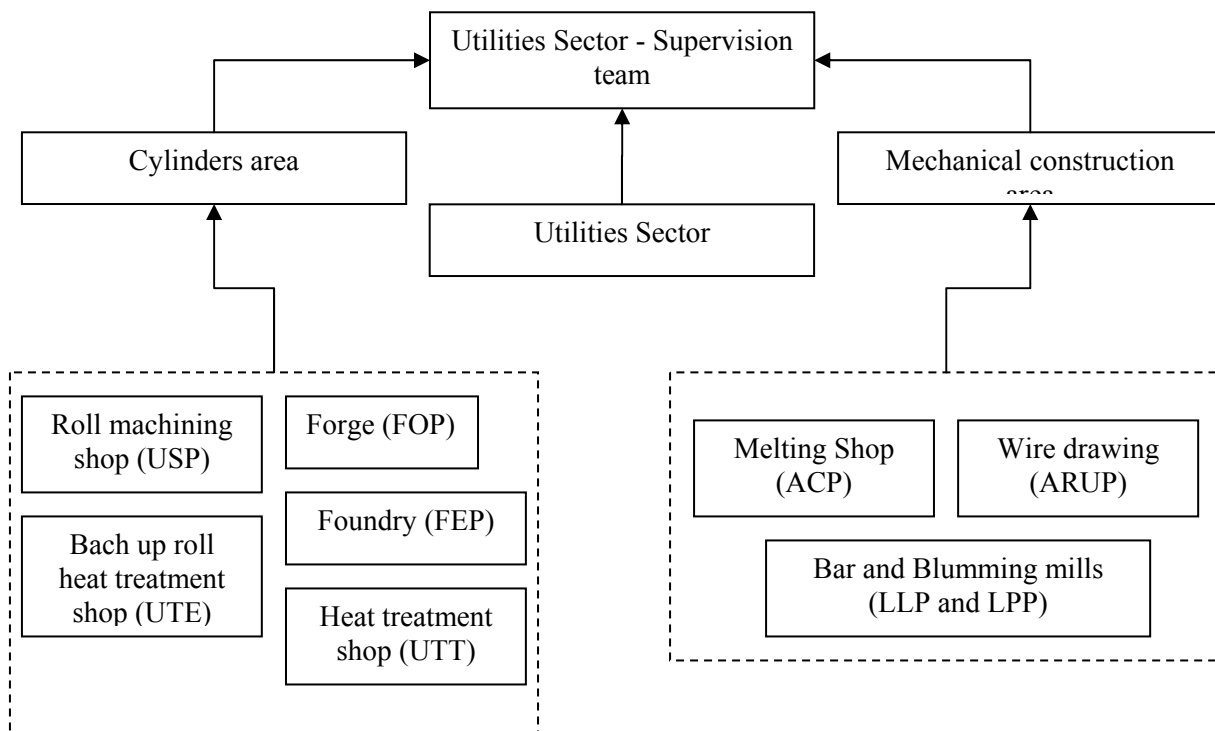 Utilities Sector - Supervision
team
Cylinders area
Mechanical construction
area
Utilities Sector
Roll machining
shop (USP)
Forge (FOP)
Bach up roll
heat treatment
shop (UTE)
Foundry (FEP)
Heat treatment
shop (UTT)
Melting Shop
(ACP)
Wire drawing
(ARUP)
Bar and Blumming mills
(LLP and LPP)